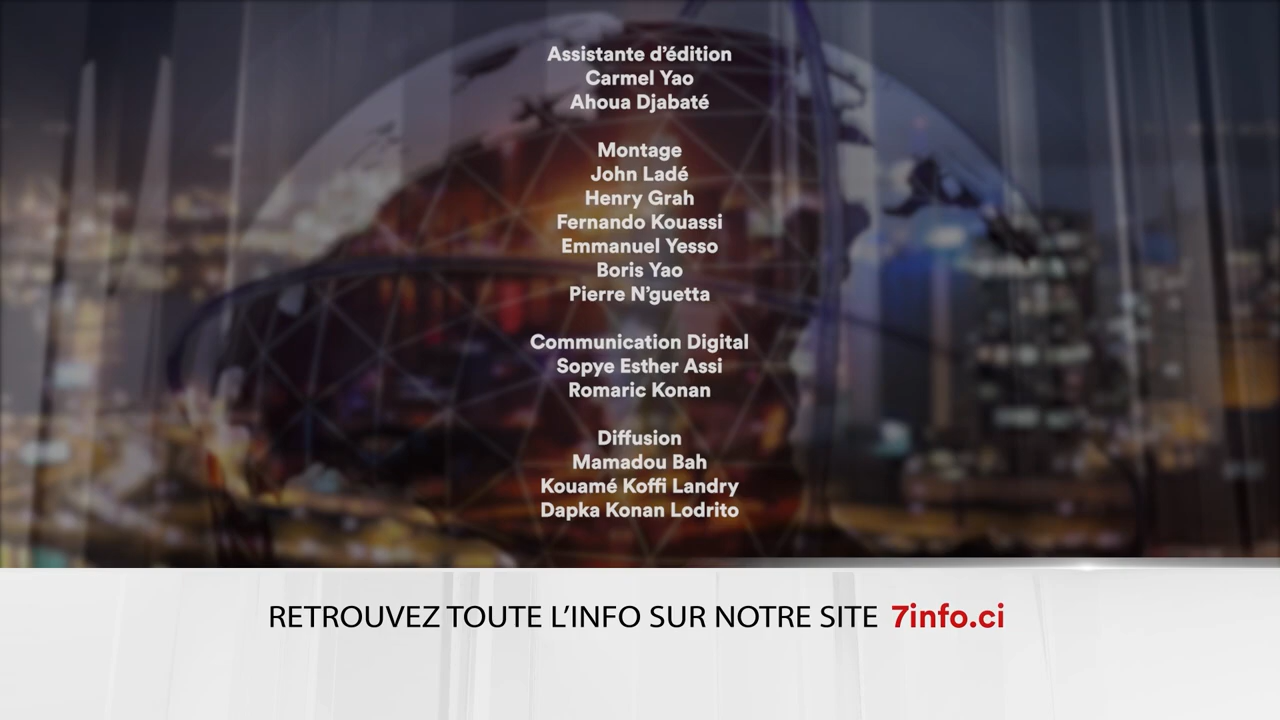 Assistante d'édition
Carmel Yao
Ahoua Djabaté
Montage
John Ladé
Henry Grah
Fernando Kouassi
Emmanuel Yesso
Boris Yao
Pierre N'guetta
Communication Digital
Sopye Esther Assi
Romaric Konan
Diffusion
Mamadou Bah
Kouamé Koffi Landry
Dapka Konan Lodrito
RETROUVEZ TOUTE L'INFO SUR NOTRE SITE 7info.ci